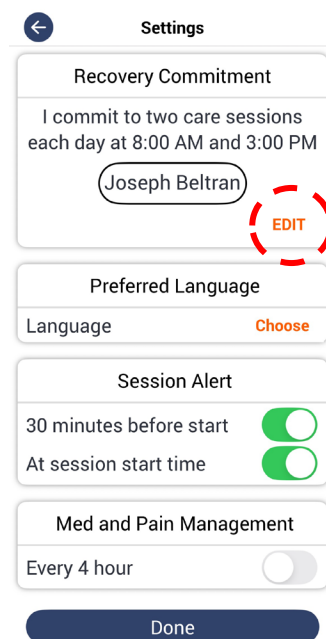 Settings
Recovery Commitment
I commit to two care sessions
each day at 8:00 AM and 3:00 PM
Joseph Beltran
EDIT
Preferred Language
Language Choose
Session Alert
30 minutes before start
At session start time
Med and Pain Management
Every 4 hour
Done